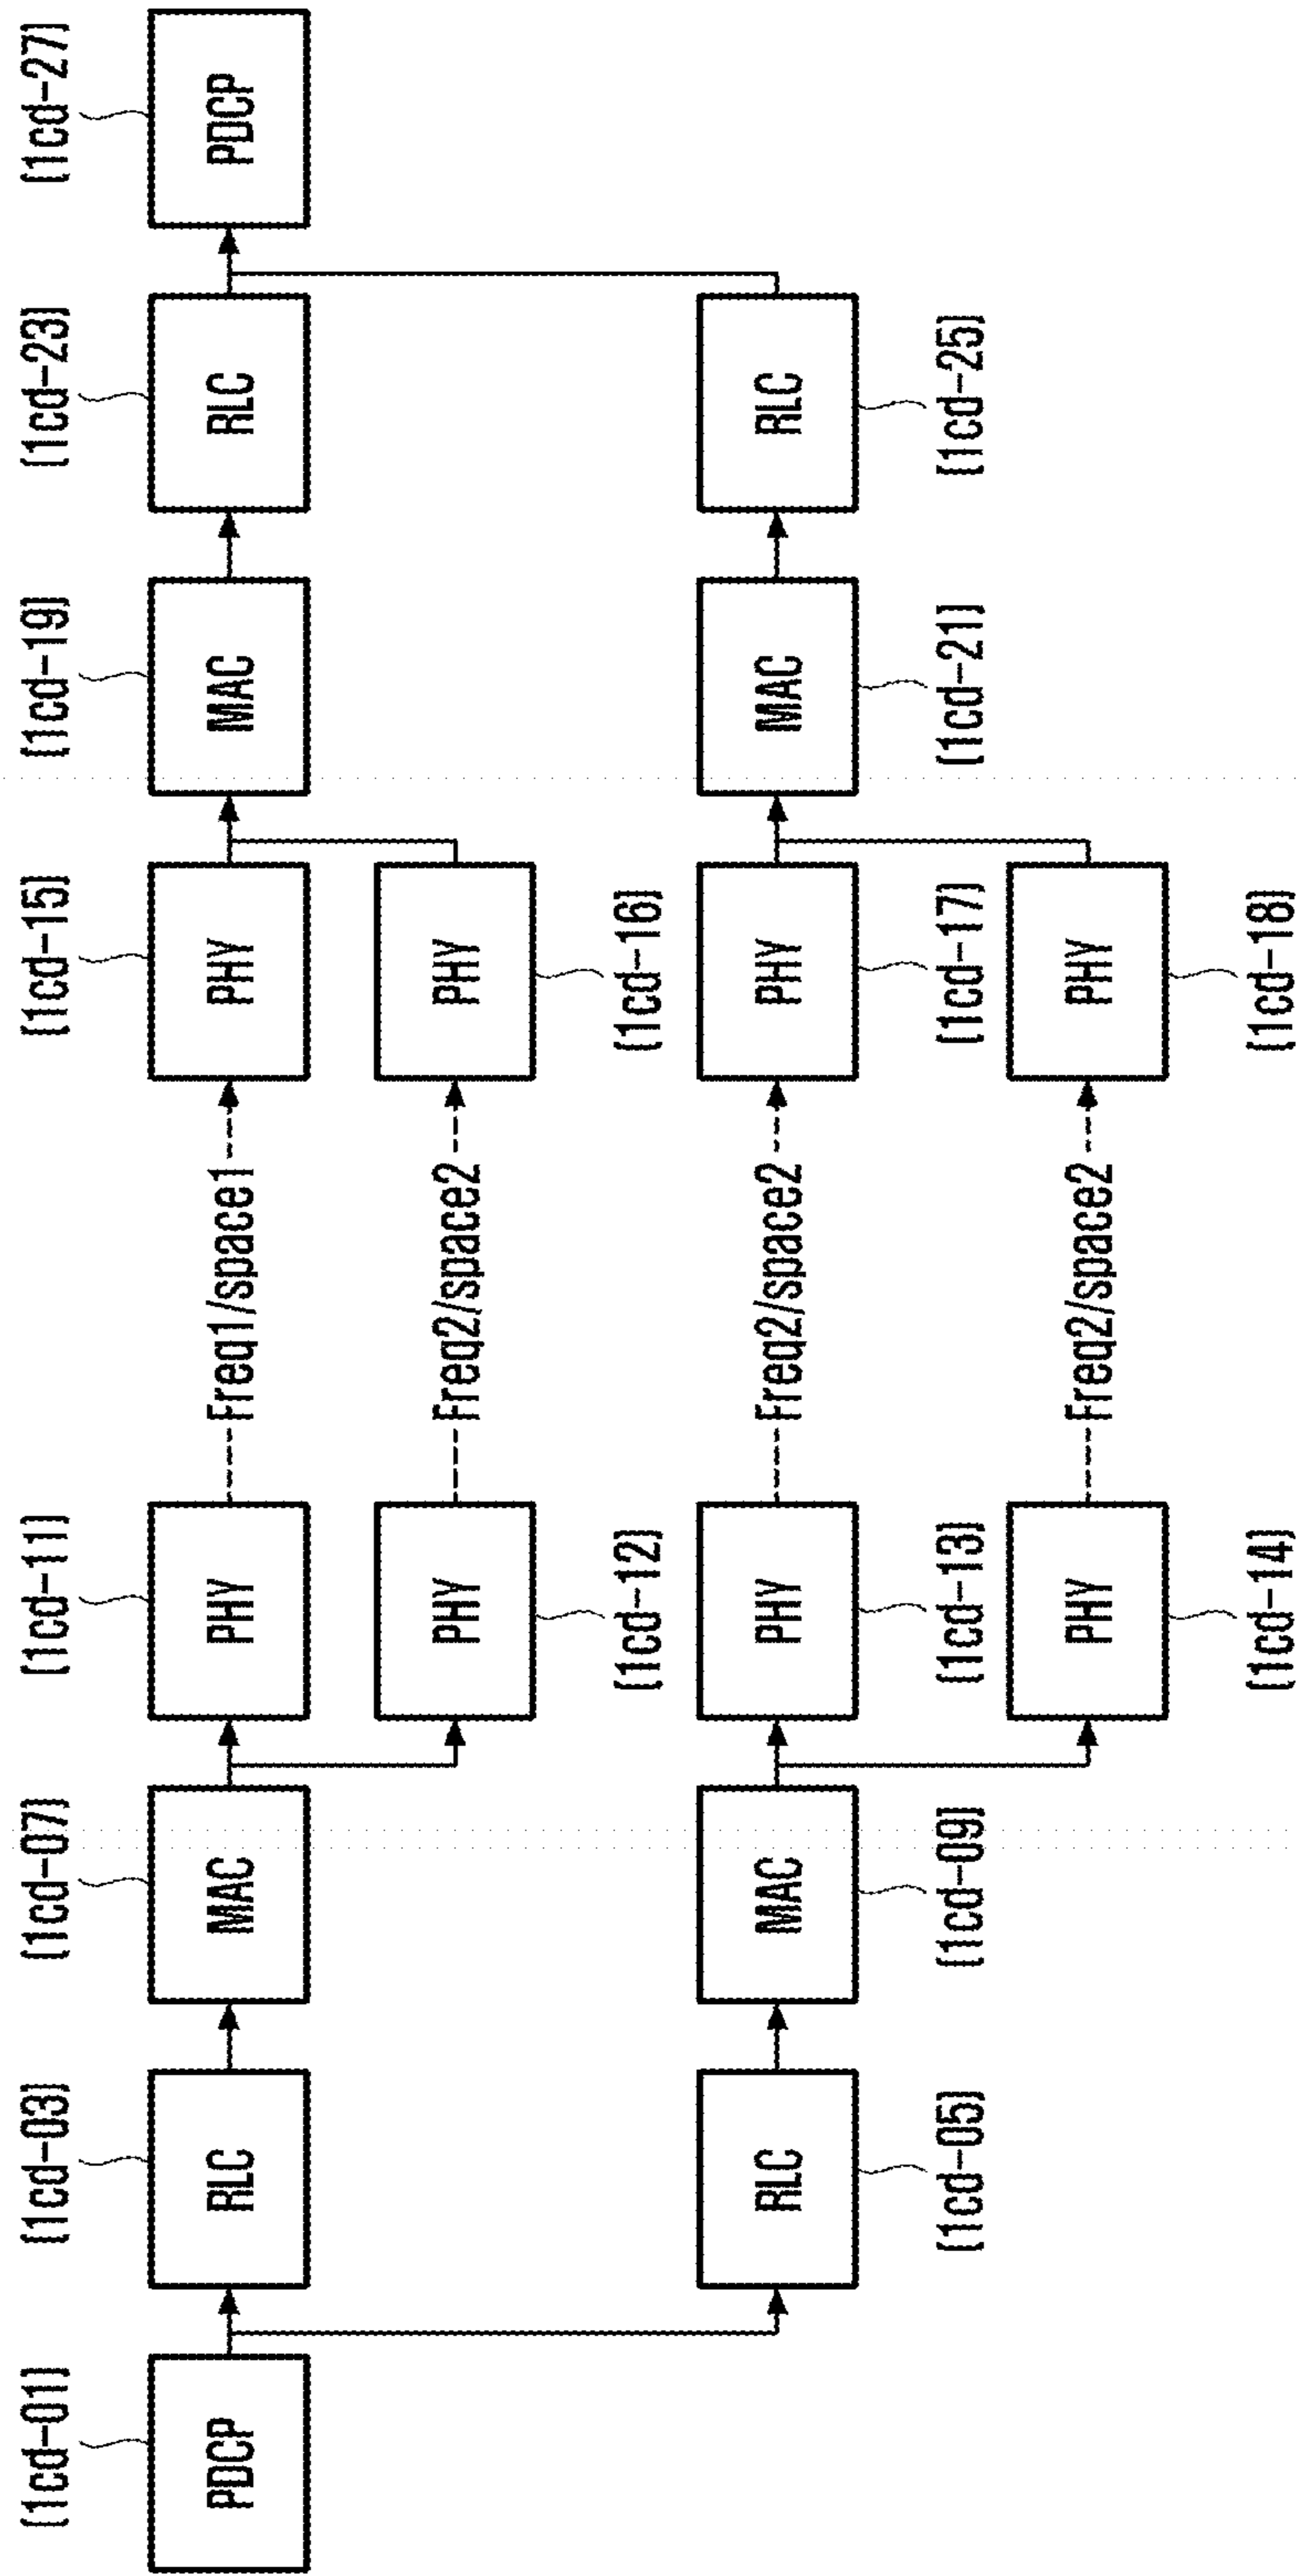 [1cd-01]
[1cd-03]
[1cd-07]
[1cd-11]
[1cd-15]
[1cd-19]
[1cd-23]
[1cd-27]
PDCP
RLC
MAC
PHY
Freq1/space1
PHY
MAC
RLC
PDCP
PHY
Freq2/space2
PHY
[1cd-12]
[1cd-16]
RLC
MAC
PHY
Freq2/space2
PHY
MAC
RLC
[1cd-05]
[1cd-09]
[1cd-13]
[1cd-17]
[1cd-21]
[1cd-25]
PHY
Freq2/space2
PHY
[1cd-14]
[1cd-18]